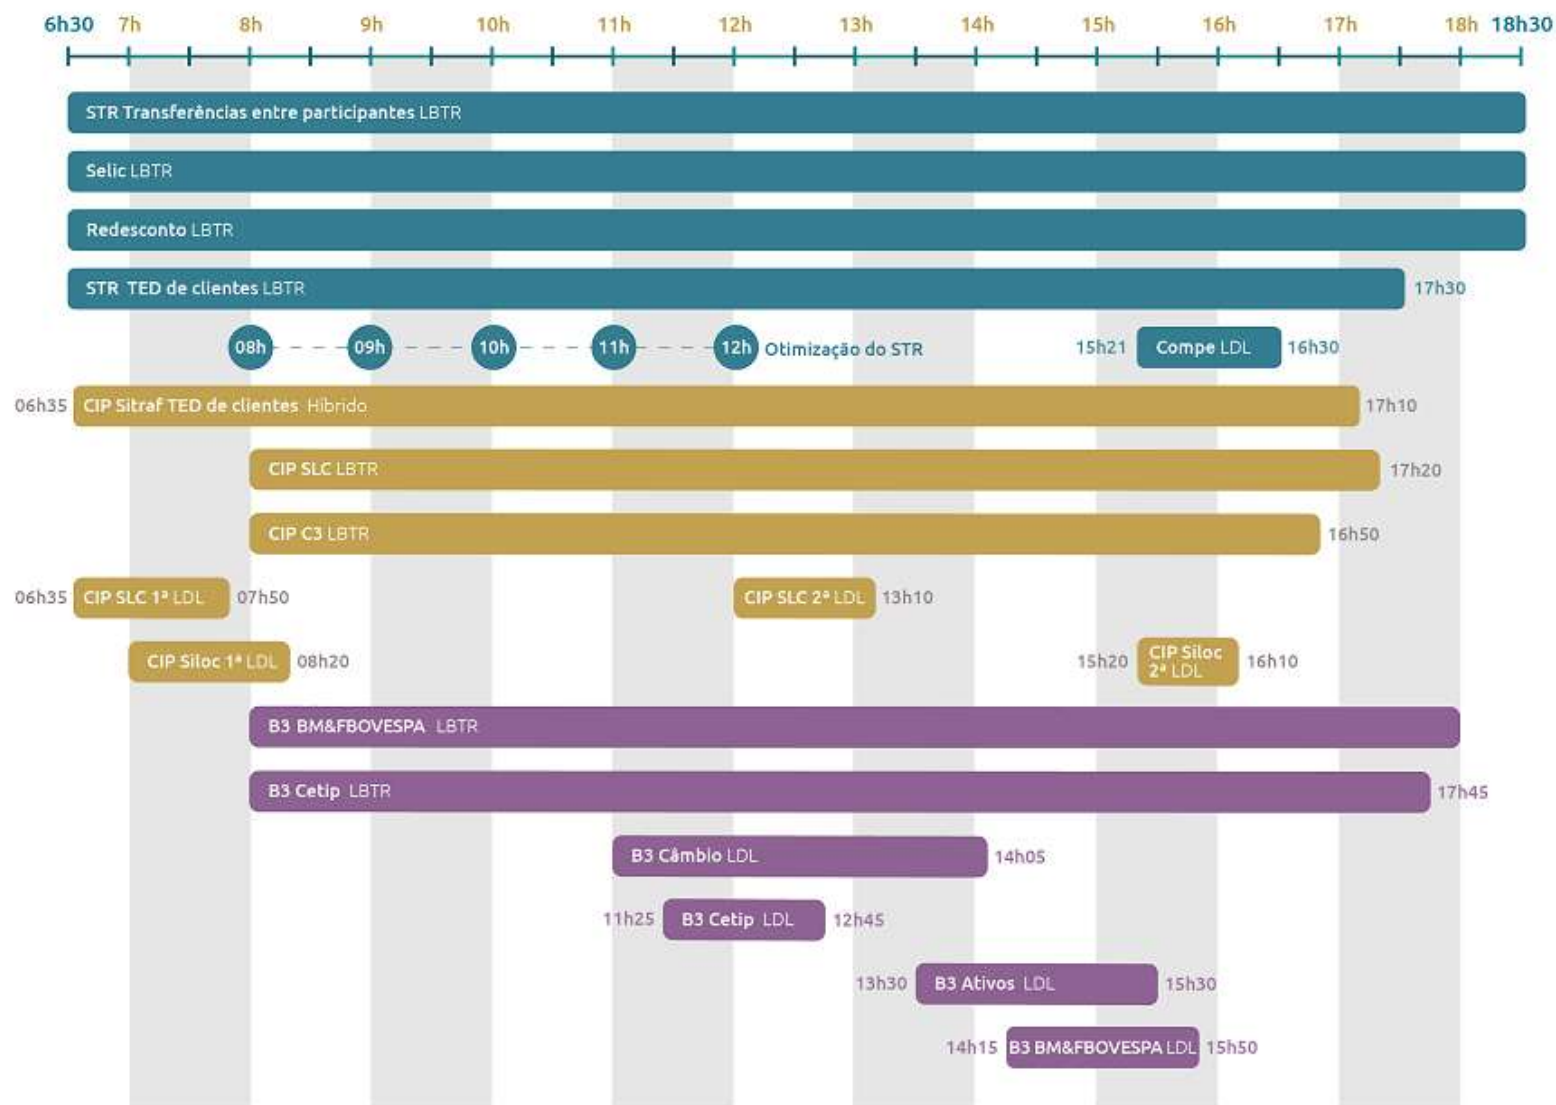 6h30 7h 8h 9h 10h 11h 12h 13h 14h 15h 16h 17h 18h 18h30
STR Transferências entre participantes LBTR
Selic LBTR
Redesconto LBTR
STR TED de clientes LBTR 17h30
08h 09h 10h 11h 12h Otimização do STR 15h21 Compe LDL 16h30
06h35 CIP Sitraf TED de clientes Híbrido 17h10
CIP SLC LBTR 17h20
CIP C3 LBTR 16h50
06h35 CIP SLC 1ª LDL 07h50 CIP SLC 2ª LDL 13h10
CIP Siloc 1ª LDL 08h20 15h20 CIP Siloc
2ª LDL 16h10
B3 BM&FBOVESPA LBTR
B3 Cetip LBTR 17h45
B3 Câmbio LDL 14h05
11h25 B3 Cetip LDL 12h45
13h30 B3 Ativos LDL 15h30
14h15 B3 BM&FBOVESPA LDL 15h50